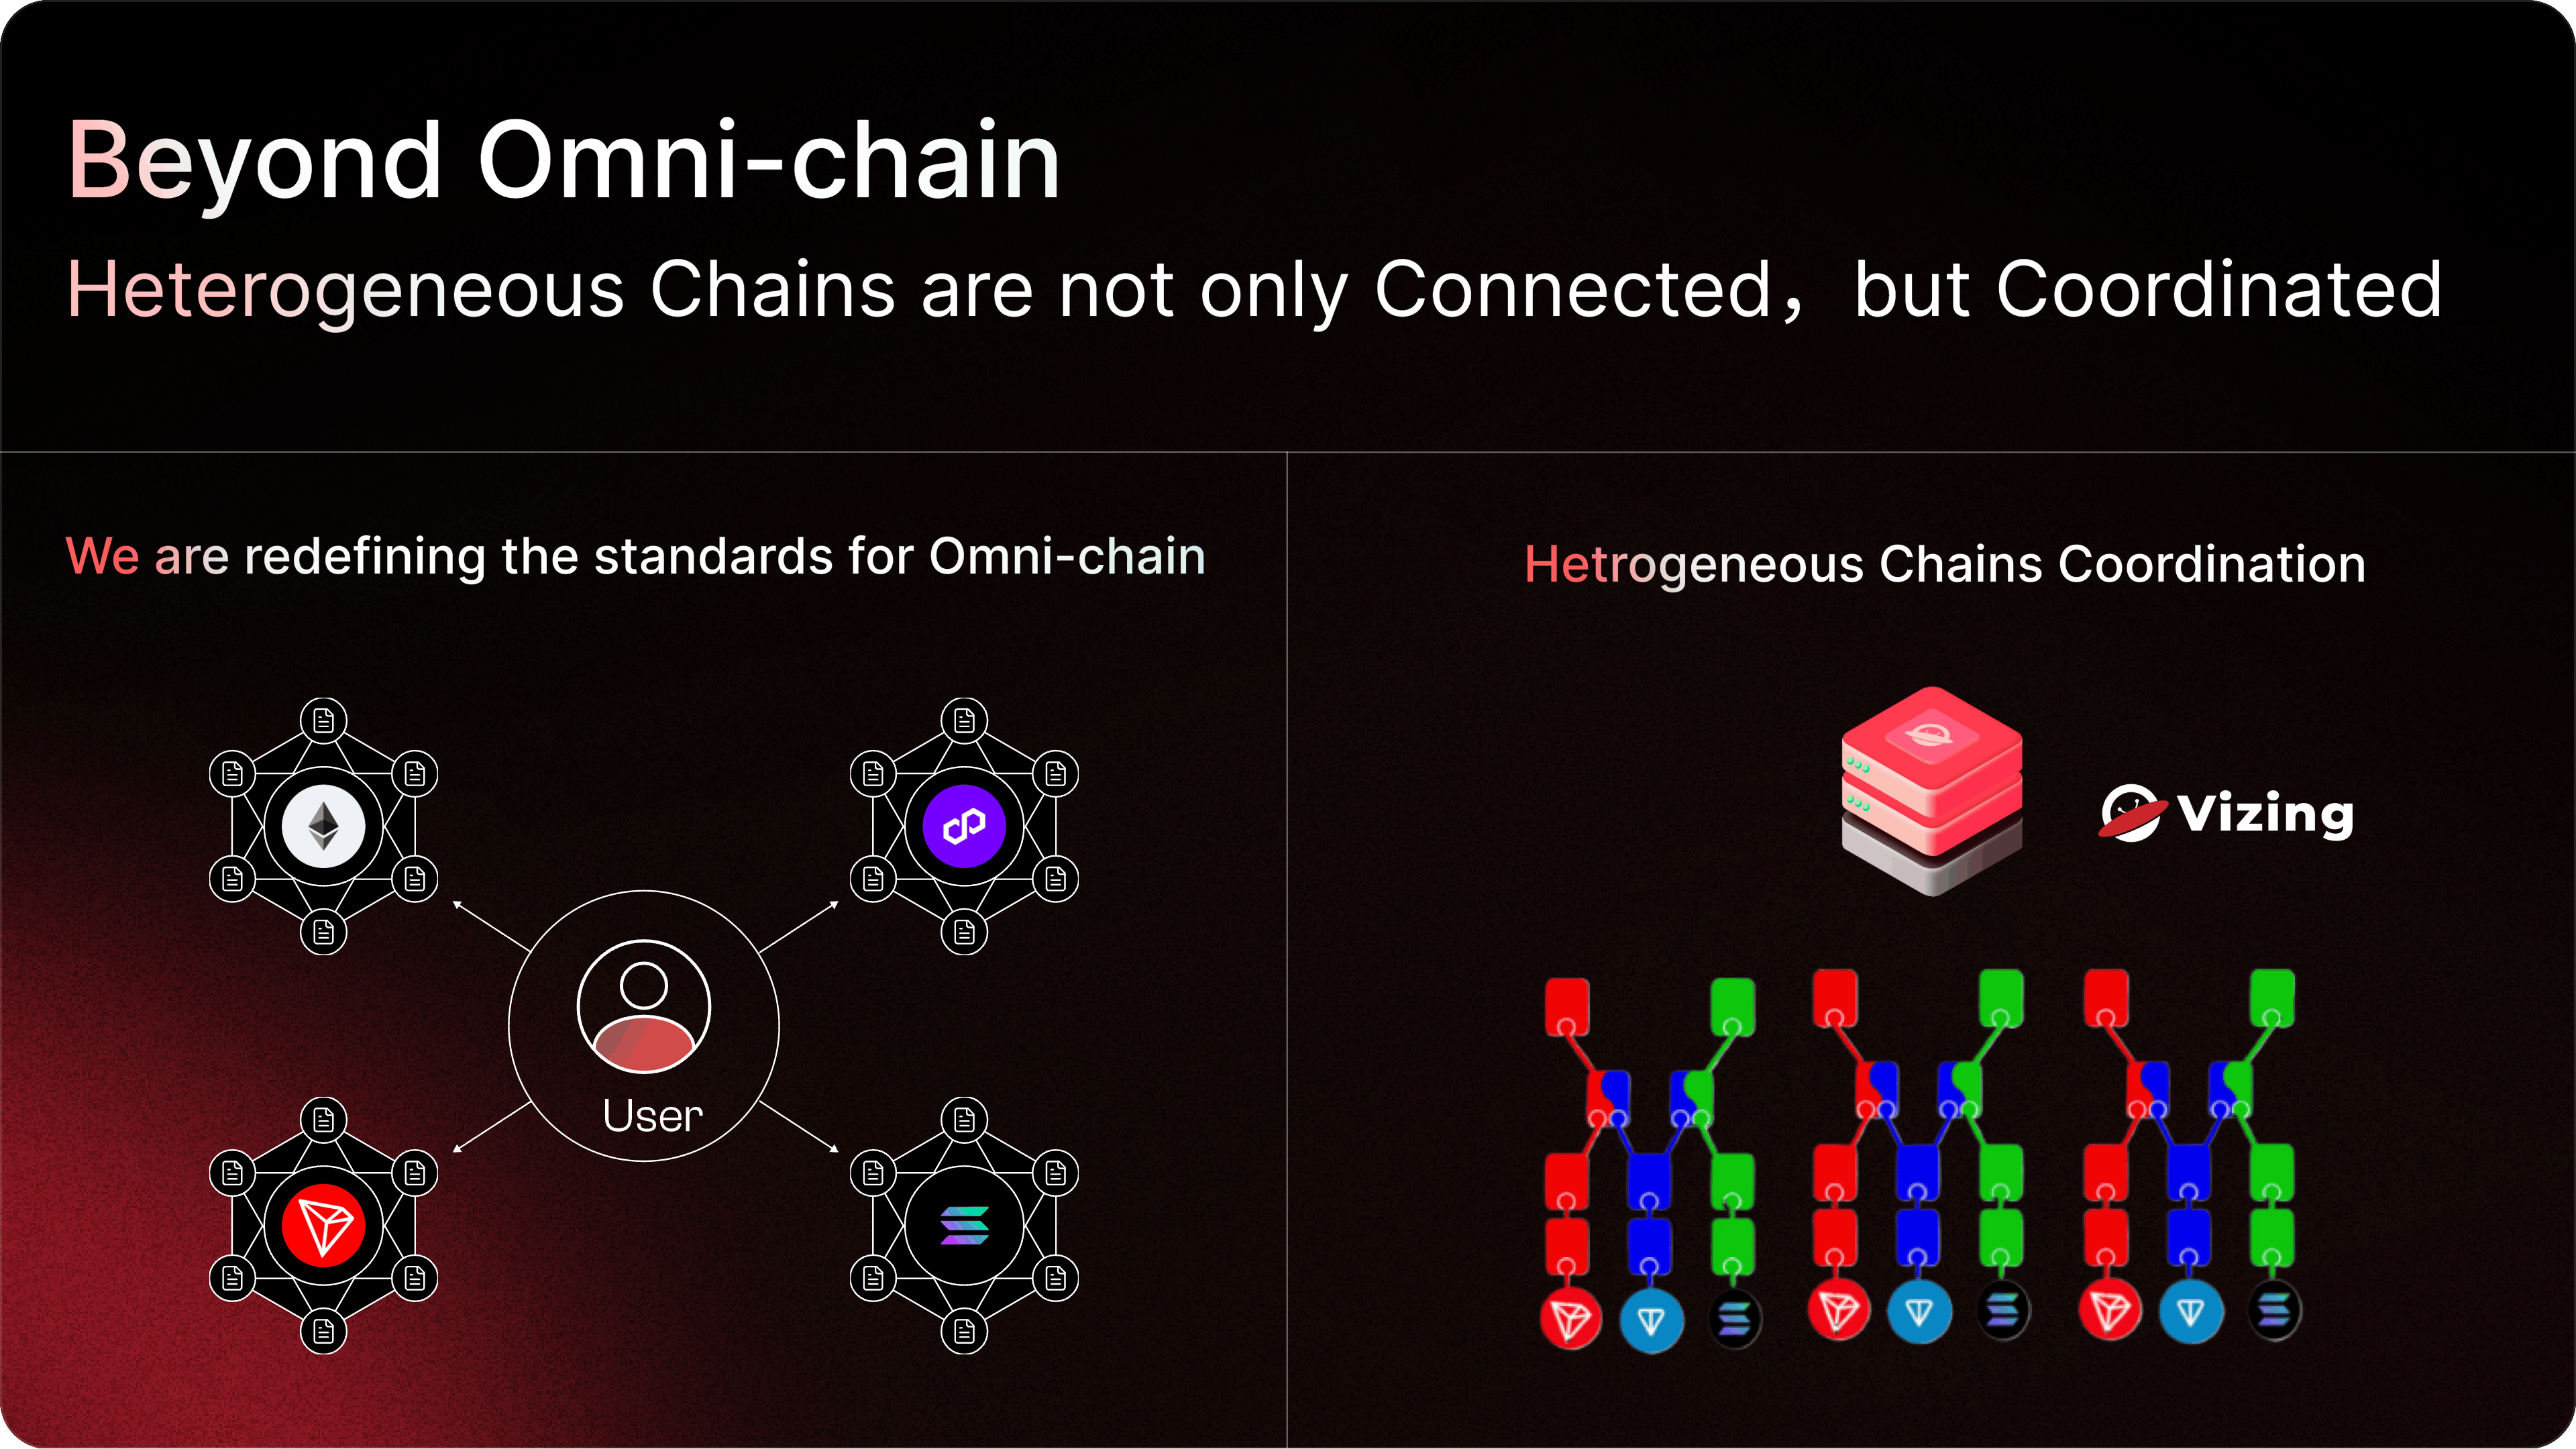 Beyond Omni-chain
Heterogeneous Chains are not only Connected，but Coordinated
We are redefining the standards for Omni-chain
Hetrogeneous Chains Coordination
Vizing
User